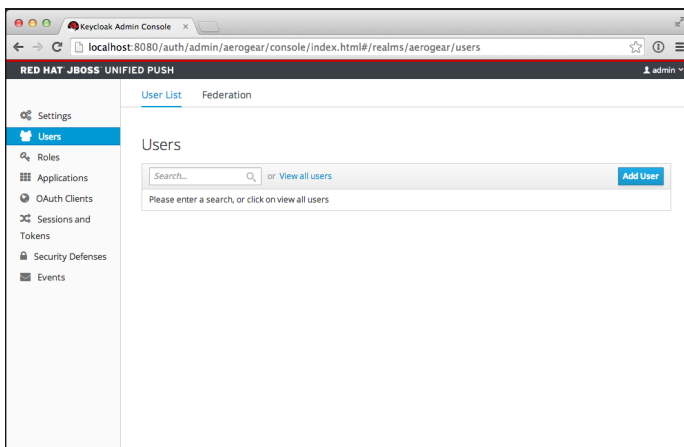 Keycloak Admin Console ×
localhost:8080/auth/admin/aerogear/console/index.html#/realms/aerogear/users
RED HAT JBOSS UNIFIED PUSH
admin
User List Federation
Settings
Users
Roles
Applications
OAuth Clients
Sessions and
Tokens
Security Defenses
Events
Users
Search... or View all users Add User
Please enter a search, or click on view all users